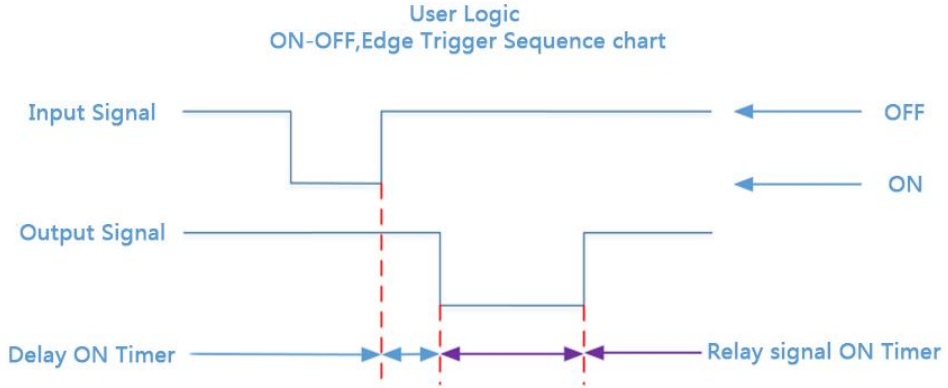 User Logic
ON-OFF,Edge Trigger Sequence chart
Input Signal
OFF
ON
Output Signal
Delay ON Timer
Relay signal ON Timer